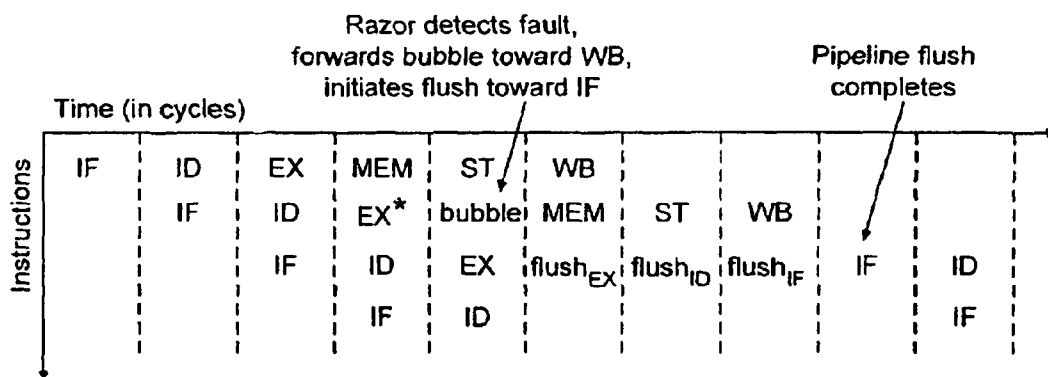 Razor detects fault,
forwards bubble toward WB,
initiates flush toward IF
Pipeline flush
completes
Time (in cycles)
Instructions
IF ID EX MEM ST WB
IF ID EX* bubble MEM ST WB
IF ID EX flushEX flushID flushIF IF ID
IF ID IF